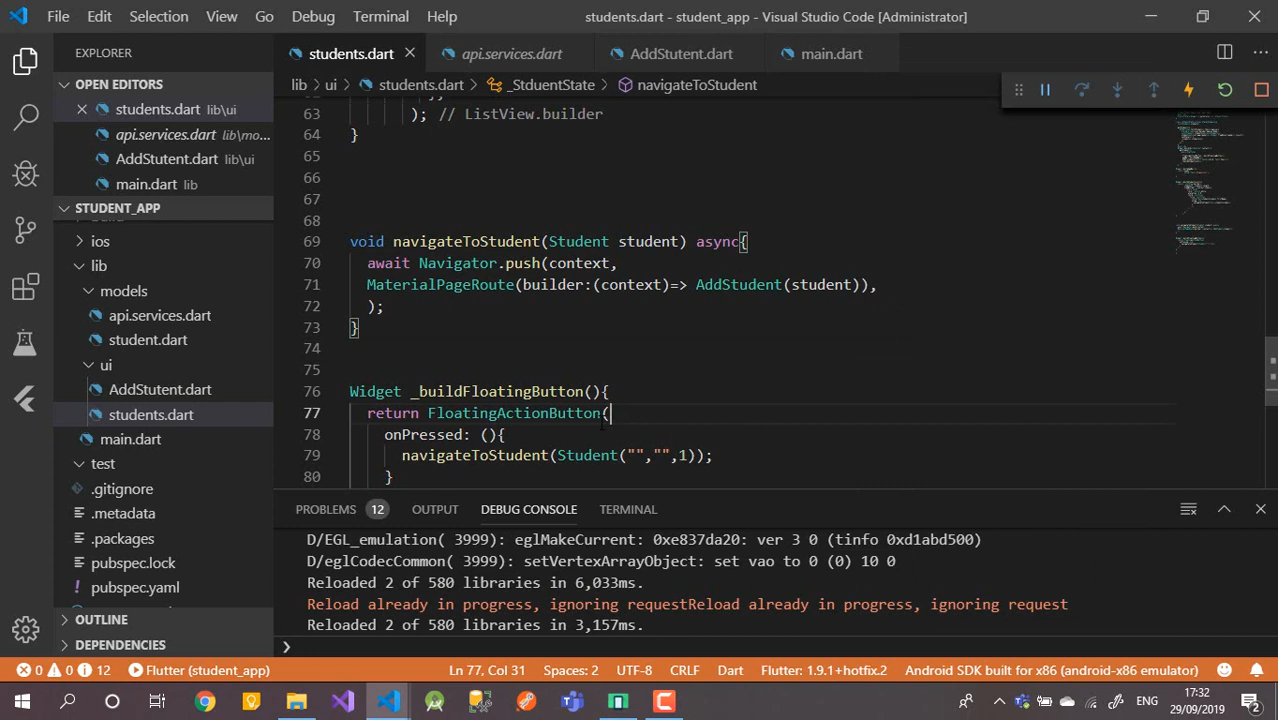 File Edit Selection View Go Debug Terminal Help students.dart - student_app - Visual Studio Code [Administrator]
EXPLORER
OPEN EDITORS
students.dart lib\ui
api.services.dart lib\mo...
AddStutent.dart lib\ui
main.dart lib
STUDENT_APP
ios
lib
models
api.services.dart
student.dart
ui
AddStutent.dart
students.dart
main.dart
test
.gitignore
.metadata
.packages
pubspec.lock
pubspec.yaml
OUTLINE
DEPENDENCIES
students.dart api.services.dart AddStutent.dart main.dart
lib ui students.dart _StduentState navigateToStudent
63 ); // ListView.builder
64 }
65
66
67
68
69 void navigateToStudent(Student student) async{
70 await Navigator.push(context,
71 MaterialPageRoute(builder:(context)=> AddStudent(student)),
72 );
73 }
74
75
76 Widget _buildFloatingButton(){
77 return FloatingActionButton(
78 onPressed: (){
79 navigateToStudent(Student("","",1));
80 }
PROBLEMS 12 OUTPUT DEBUG CONSOLE TERMINAL
D/EGL_emulation( 3999): eglMakeCurrent: 0xe837da20: ver 3 0 (tinfo 0xd1abd500)
D/eglCodecCommon( 3999): setVertexArrayObject: set vao to 0 (0) 10 0
Reloaded 2 of 580 libraries in 6,033ms.
Reload already in progress, ignoring requestReload already in progress, ignoring request
Reloaded 2 of 580 libraries in 3,157ms.
0 0 12 Flutter (student_app) Ln 77, Col 31 Spaces: 2 UTF-8 CRLF Dart Flutter: 1.9.1+hotfix.2 Android SDK built for x86 (android-x86 emulator)
ENG 17:32
29/09/2019 2